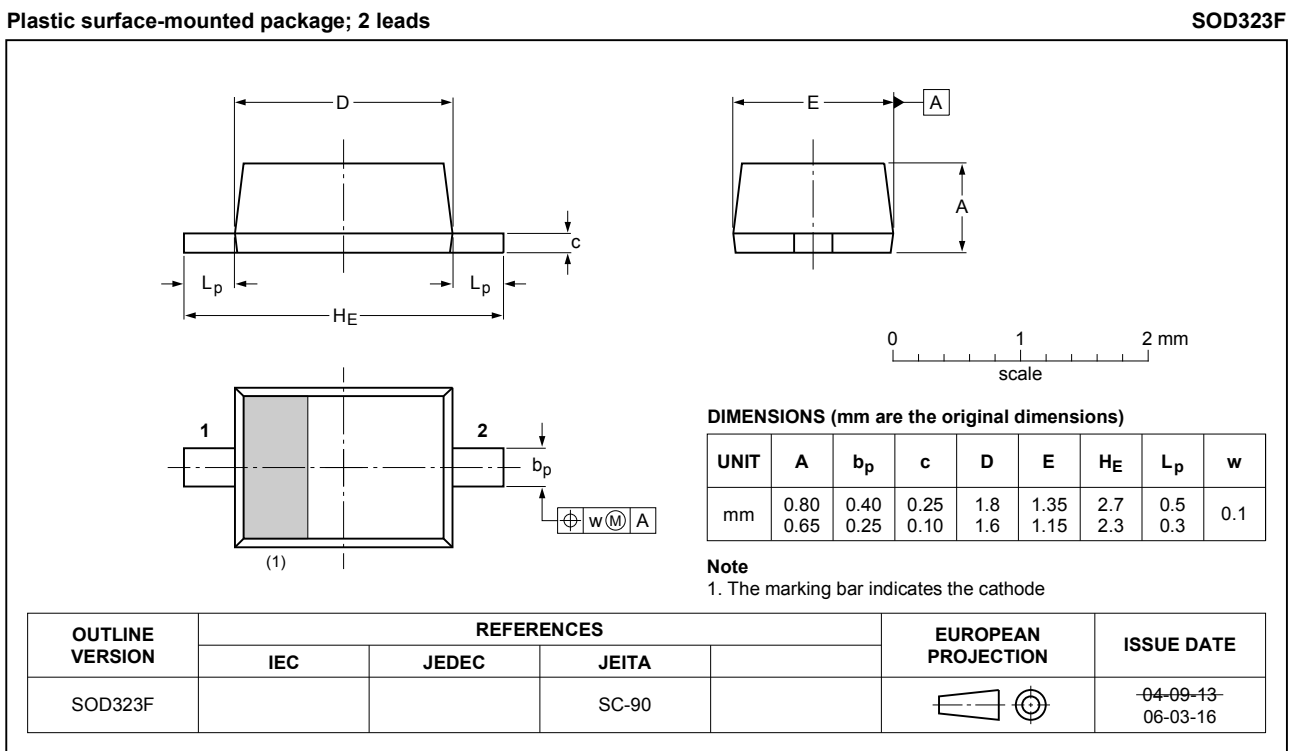 Plastic surface-mounted package; 2 leads SOD323F
D
E
A
A
c
Lp
Lp
HE
0 1 2 mm
scale
1
2
bp
w Ⓜ A
(1)
DIMENSIONS (mm are the original dimensions)
UNIT A bp c D E HE Lp w
mm 0.80 0.40 0.25 1.8 1.35 2.7 0.5 0.1
0.65 0.25 0.10 1.6 1.15 2.3 0.3
Note
1. The marking bar indicates the cathode
OUTLINE VERSION REFERENCES EUROPEAN PROJECTION ISSUE DATE
IEC JEDEC JEITA
SOD323F SC-90 04-09-13
06-03-16